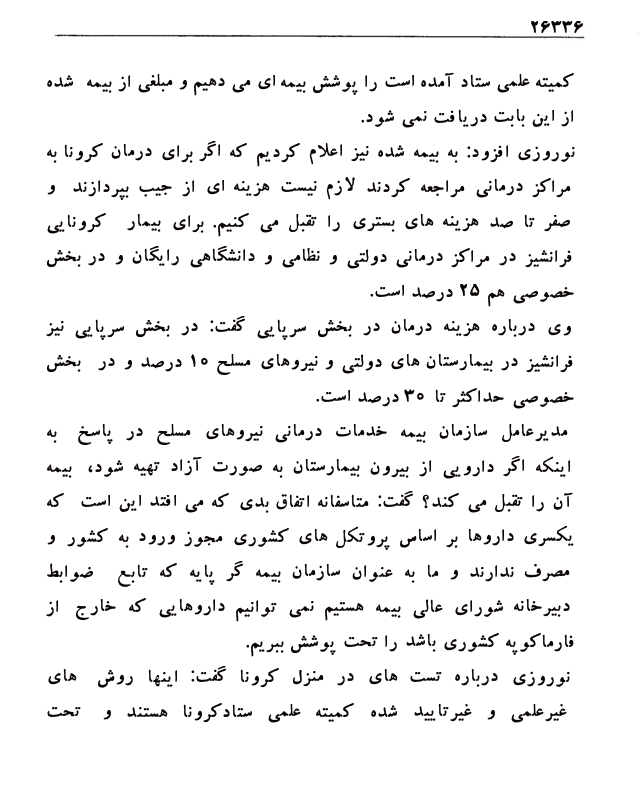 ۲۶۳۳۶
کمیته علمی ستاد آمده است را پوشش بیمه ای می دهیم و مبلغی از بیمه شده
از این بابت دریافت نمی شود.
نوروزی افزود: به بیمه شده نیز اعلام کردیم که اگر برای درمان کرونا به
مراکز درمانی مراجعه کردند لازم نیست هزینه ای از جیب بپردازند و
صفر تا صد هزینه های بستری را تقبل می کنیم. برای بیمار کرونایی
فرانشیز در مراکز درمانی دولتی و نظامی و دانشگاهی رایگان و در بخش
خصوصی هم ۲۵ درصد است.
وی درباره هزینه درمان در بخش سرپایی گفت: در بخش سرپایی نیز
فرانشیز در بیمارستان های دولتی و نیروهای مسلح ۱۰ درصد و در بخش
خصوصی حداکثر تا ۳۰ درصد است.
مدیرعامل سازمان بیمه خدمات درمانی نیروهای مسلح در پاسخ به
اینکه اگر دارویی از بیرون بیمارستان به صورت آزاد تهیه شود، بیمه
آن را تقبل می کند؟ گفت: متاسفانه اتفاق بدی که می افتد این است که
یکسری داروها بر اساس پروتکل های کشوری مجوز ورود به کشور و
مصرف ندارند و ما به عنوان سازمان بیمه گر پایه که تابع ضوابط
دبیرخانه شورای عالی بیمه هستیم نمی توانیم داروهایی که خارج از
فارماکوپه کشوری باشد را تحت پوشش ببریم.
نوروزی درباره تست های در منزل کرونا گفت: اینها روش های
غیرعلمی و غیرتایید شده کمیته علمی ستادکرونا هستند و تحت